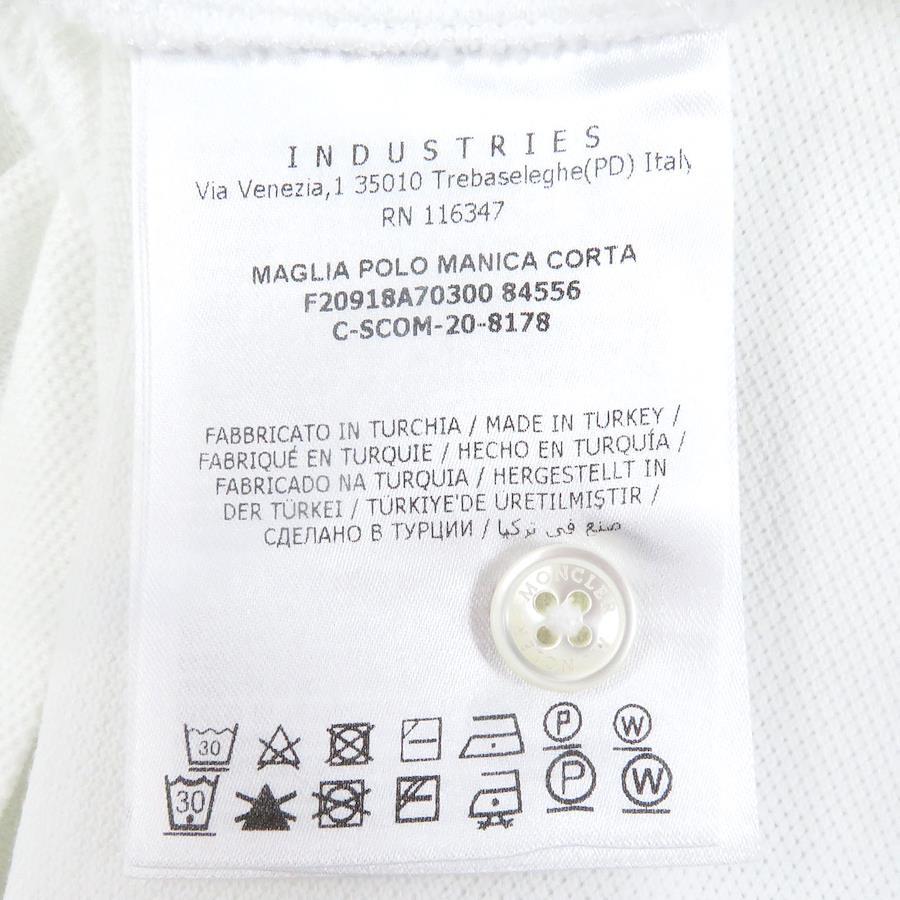 INDUSTRIES
Via Venezia,1 35010 Trebaseleghe(PD) Italy
RN 116347
MAGLIA POLO MANICA CORTA
F20918A70300 84556
C-SCOM-20-8178
FABBRICATO IN TURCHIA / MADE IN TURKEY /
FABRIQUÉ EN TURQUIE / HECHO EN TURQUÍA /
FABRICADO NA TURQUIA / HERGESTELLT IN
DER TÜRKEI / TÜRKIYE'DE URETILMIŞTIR /
СДЕЛАНО В ТУРЦИИ / صنع في تركيا
MONCLER
30
P
W
30
P
W